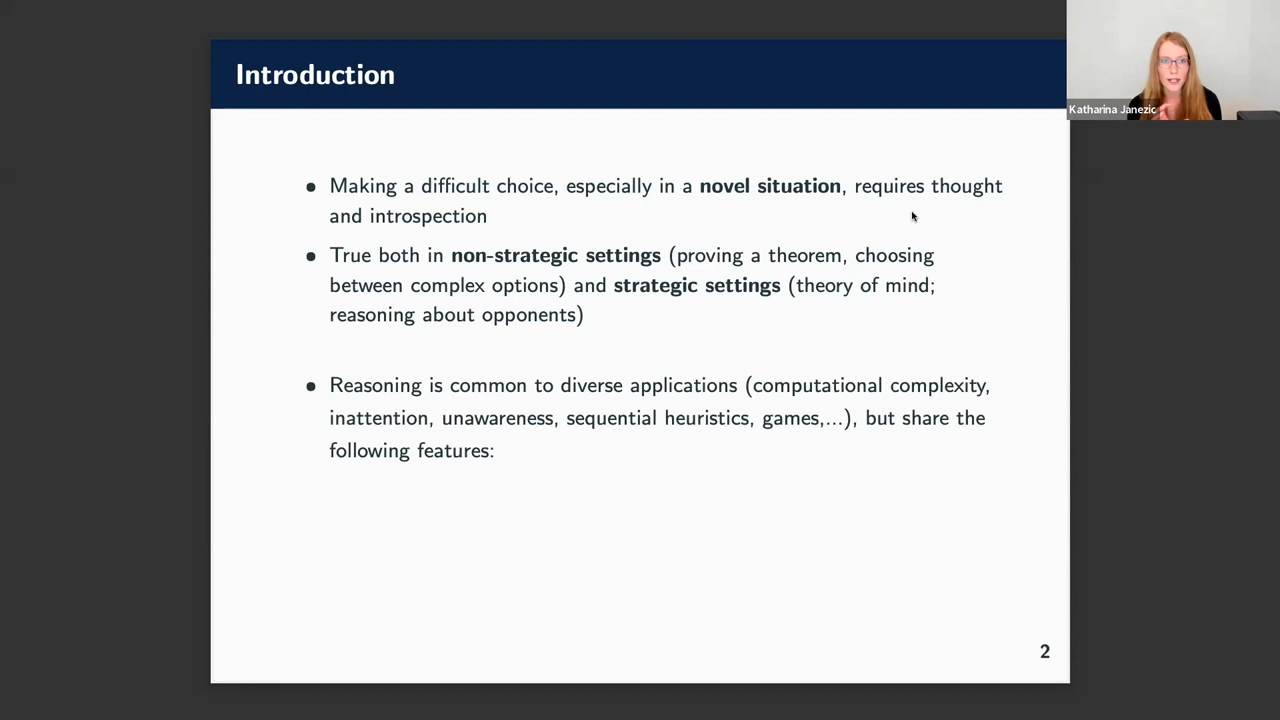 Introduction
Katharina Janezic
● Making a difficult choice, especially in a novel situation, requires thought
and introspection
● True both in non-strategic settings (proving a theorem, choosing
between complex options) and strategic settings (theory of mind;
reasoning about opponents)
● Reasoning is common to diverse applications (computational complexity,
inattention, unawareness, sequential heuristics, games,...), but share the
following features:
2